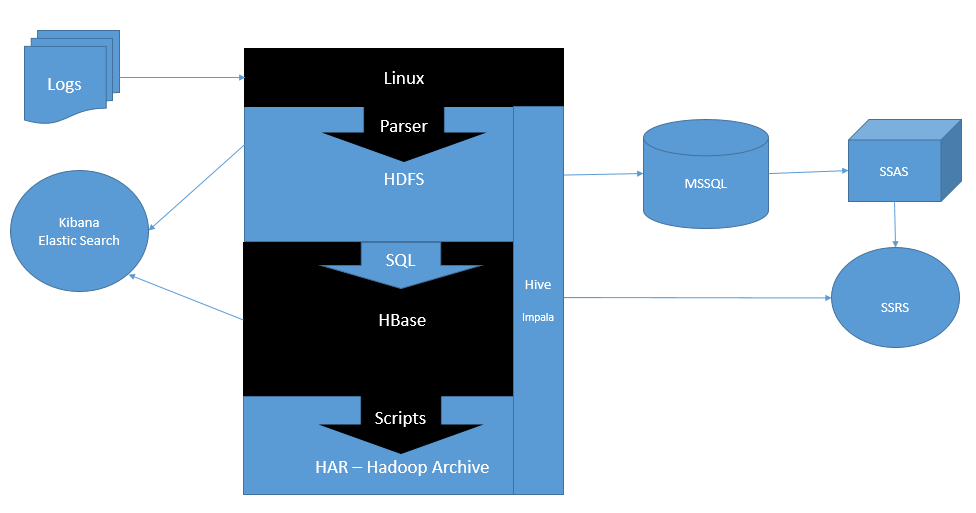 Logs
Linux
Parser
HDFS
Kibana
Elastic Search
SQL
HBase
Scripts
HAR – Hadoop Archive
Hive
Impala
MSSQL
SSAS
SSRS